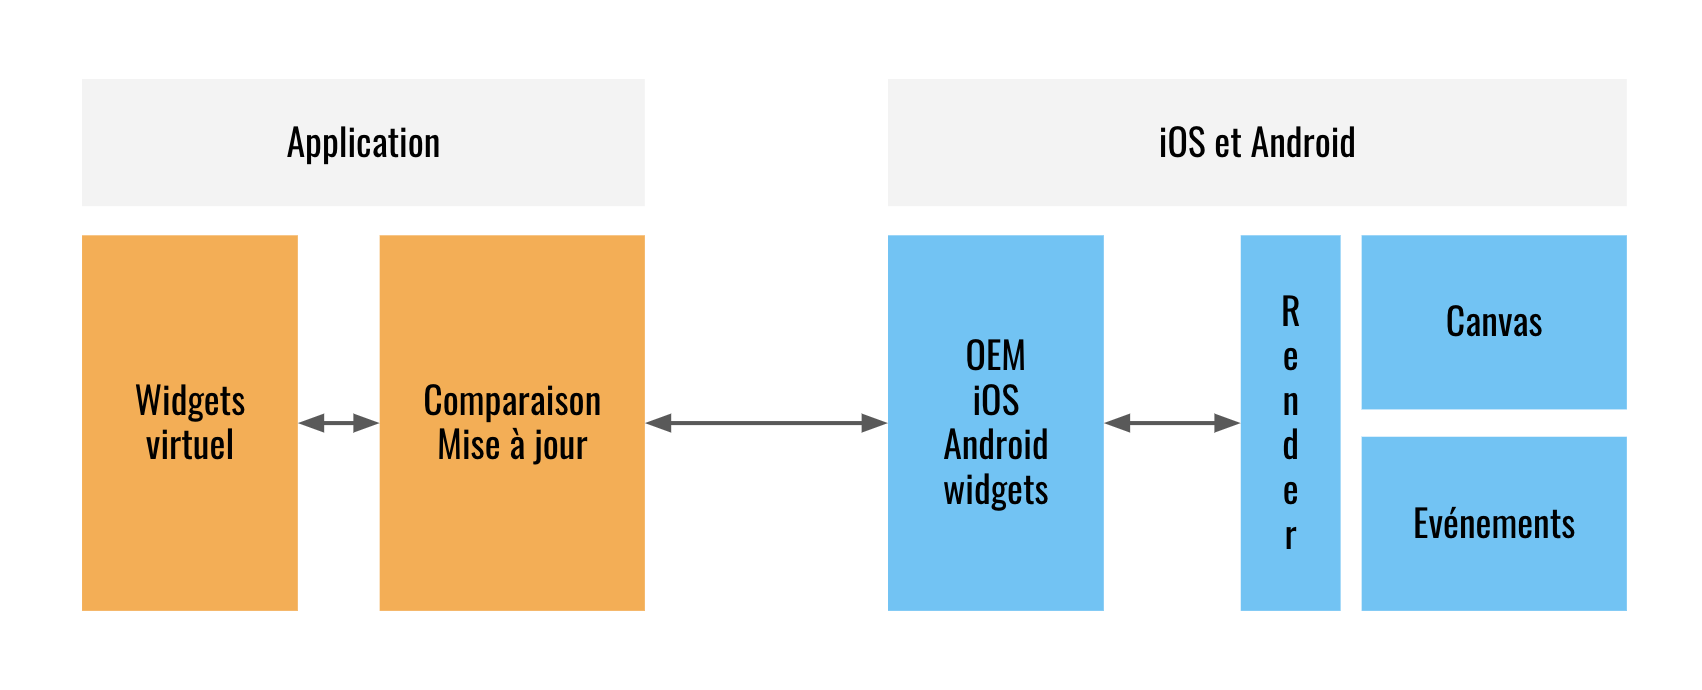 Application
iOS et Android
Widgets
virtuel
Comparaison
Mise à jour
OEM
iOS
Android
widgets
R
e
n
d
e
r
Canvas
Evénements